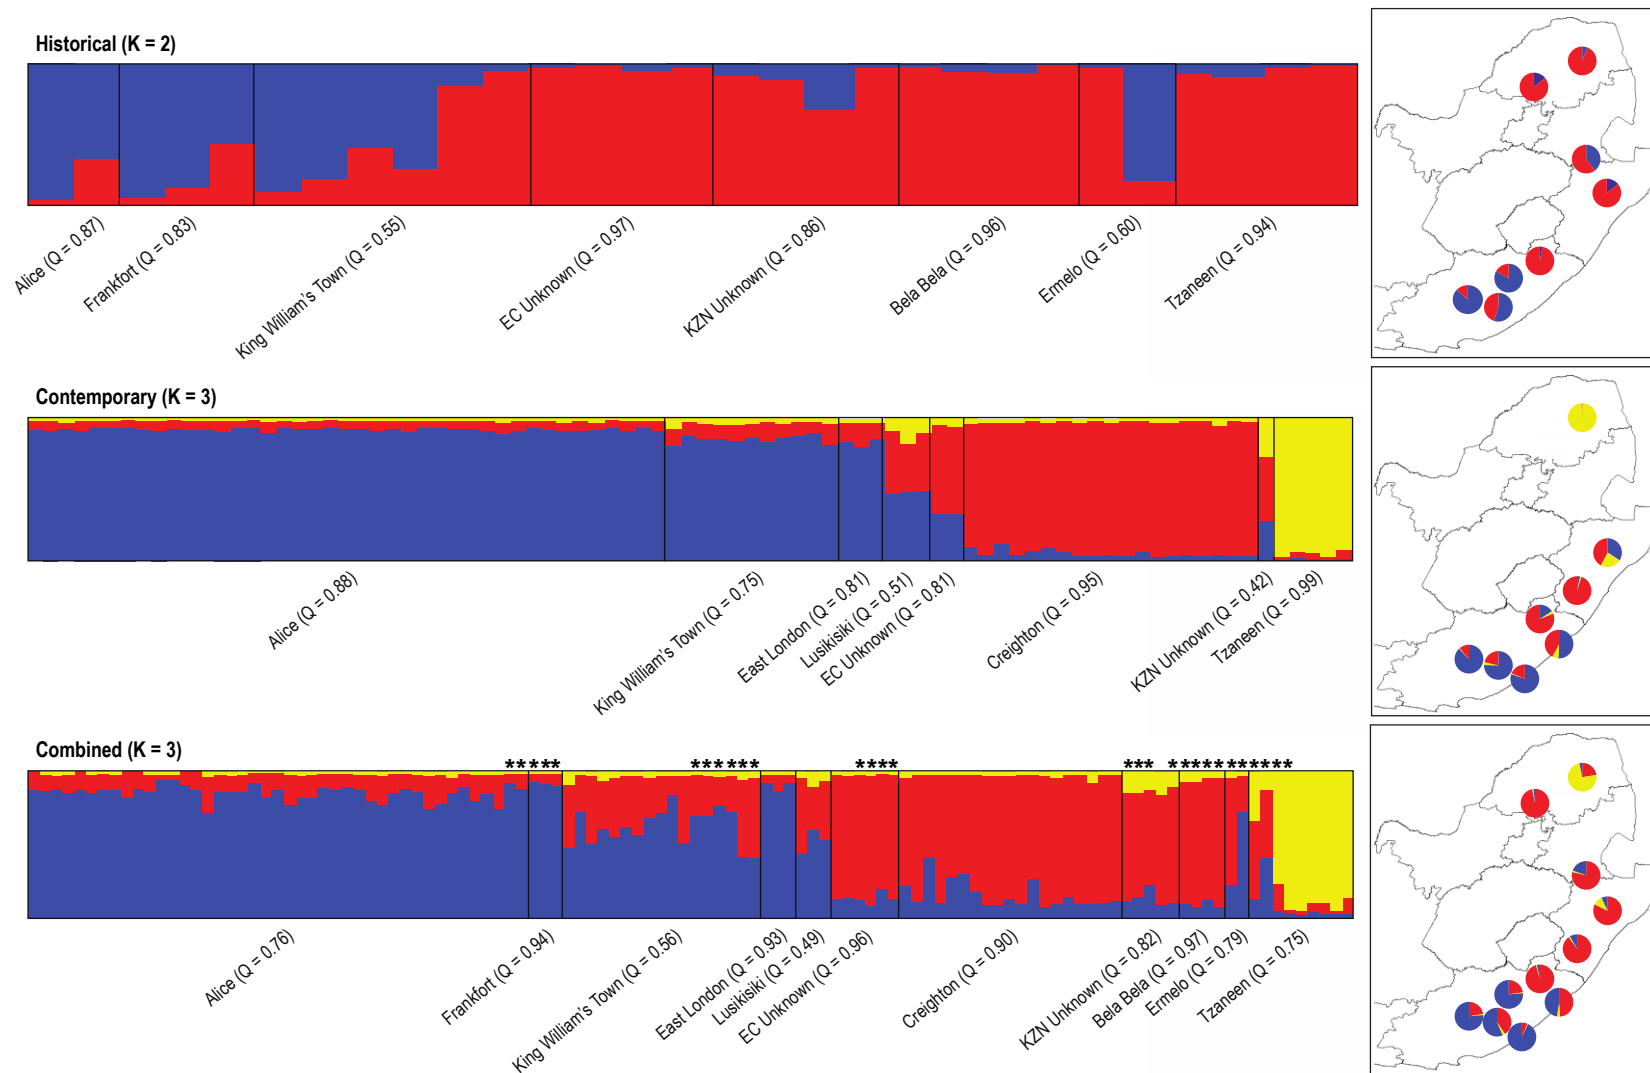 Historical (K = 2)
Alice (Q = 0.87)
Frankfort (Q = 0.83)
King William's Town (Q = 0.55)
EC Unknown (Q = 0.97)
KZN Unknown (Q = 0.86)
Bela Bela (Q = 0.96)
Ermelo (Q = 0.60)
Tzaneen (Q = 0.94)
Contemporary (K = 3)
Alice (Q = 0.88)
King William's Town (Q = 0.75)
East London (Q = 0.81)
Lusikisiki (Q = 0.51)
EC Unknown (Q = 0.81)
Creighton (Q = 0.95)
KZN Unknown (Q = 0.42)
Tzaneen (Q = 0.99)
Combined (K = 3)
**** ****** **** *** ***** ** ****
Alice (Q = 0.76)
Frankfort (Q = 0.94)
King William's Town (Q = 0.56)
East London (Q = 0.93)
Lusikisiki (Q = 0.49)
EC Unknown (Q = 0.96)
Creighton (Q = 0.90)
KZN Unknown (Q = 0.82)
Bela Bela (Q = 0.97)
Ermelo (Q = 0.79)
Tzaneen (Q = 0.75)